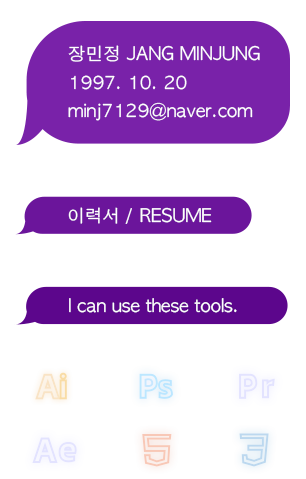 장민정 JANG MINJUNG
1997. 10. 20
minj7129@naver.com
이력서 / RESUME
I can use these tools.
Ai Ps Pr
Ae 5 3